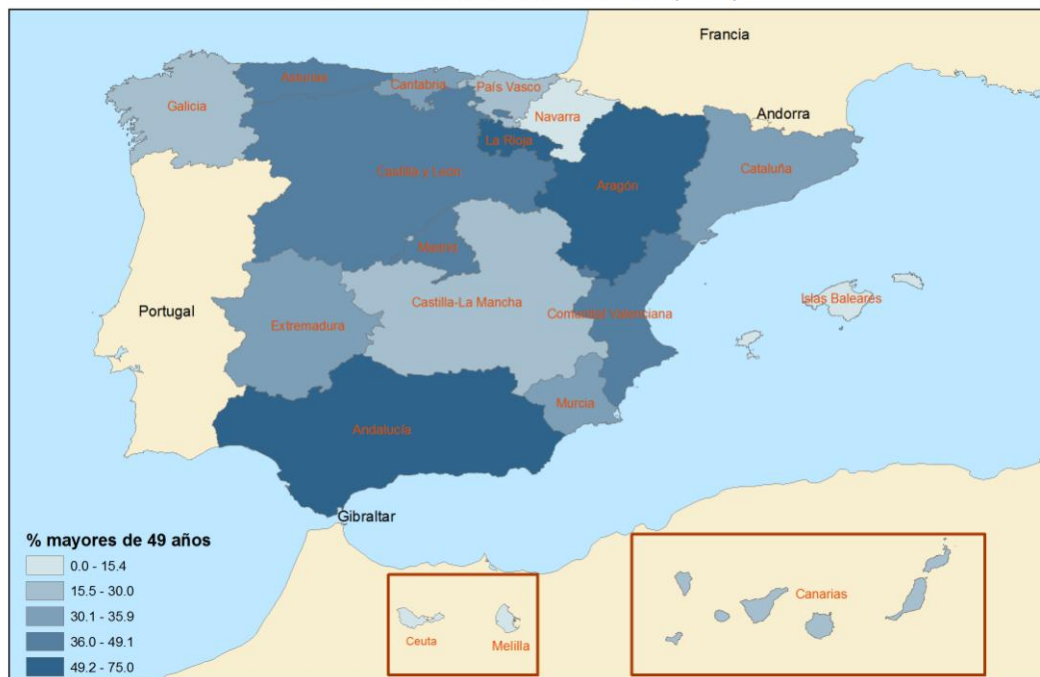 Francia
Asturias
Cantabria
País Vasco
Galicia
Navarra
Andorra
La Rioja
Castilla y León
Aragón
Cataluña
Madrid
Islas Baleares
Castilla-La Mancha
Portugal
Comunitat Valenciana
Extremadura
Murcia
Andalucía
Gibraltar
% mayores de 49 años
0.0 - 15.4
15.5 - 30.0
30.1 - 35.9
36.0 - 49.1
49.2 - 75.0
Ceuta
Melilla
Canarias